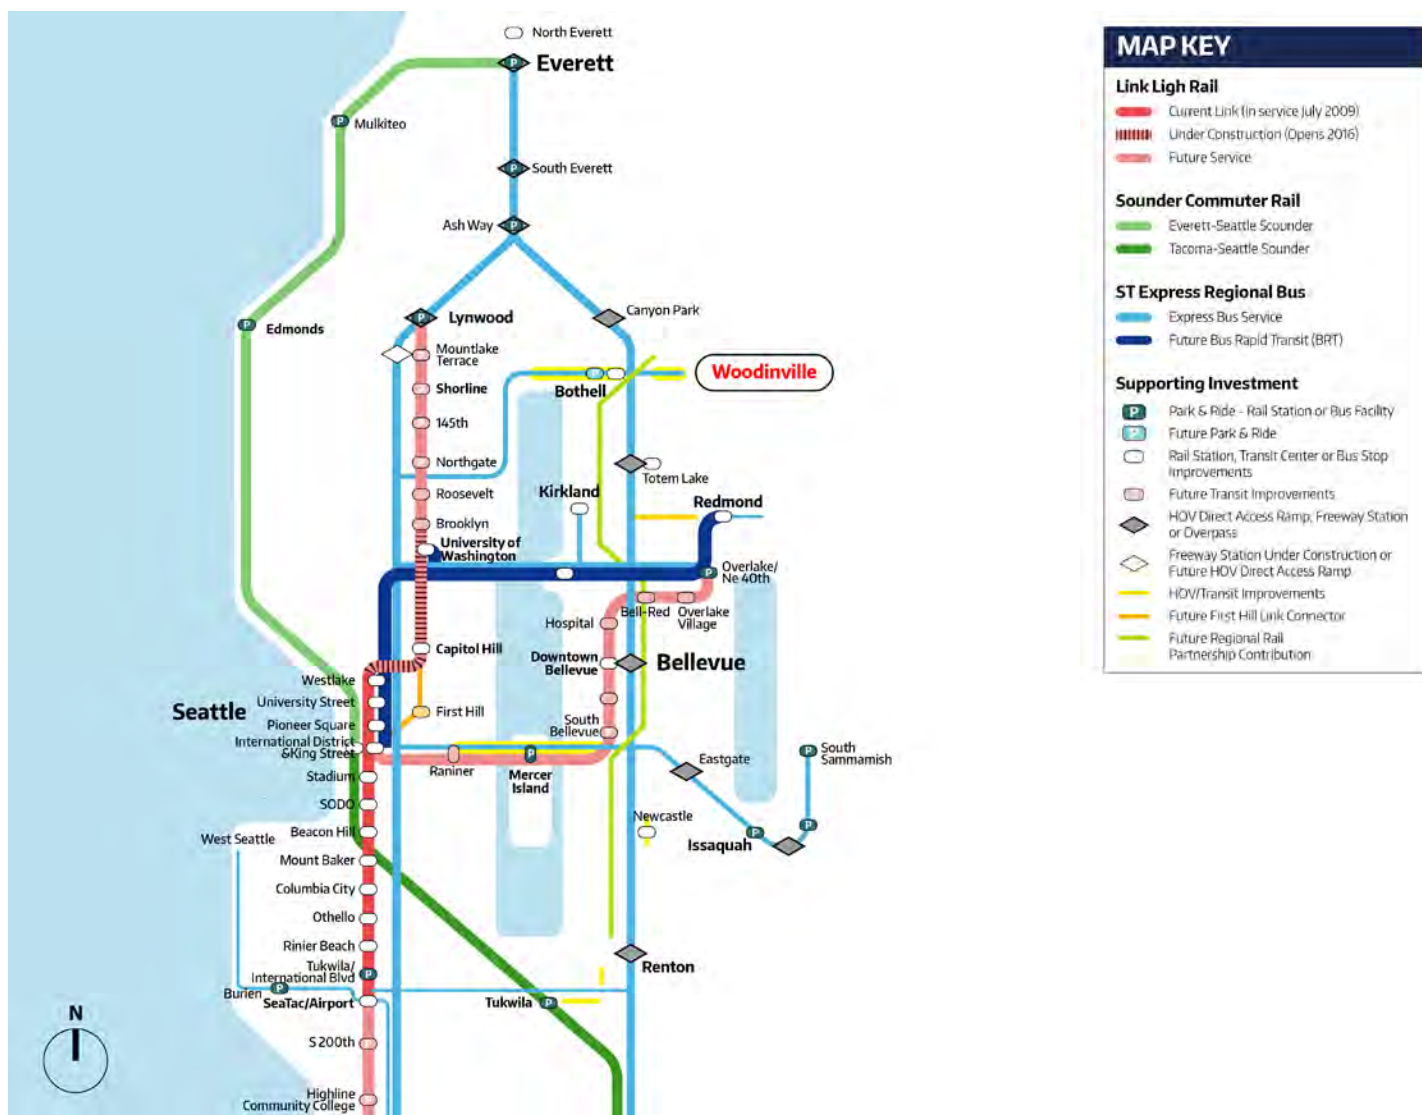 North Everett
Everett
Mulkiteo
South Everett
Ash Way
Lynwood
Canyon Park
Edmonds
Mountlake
Terrace
Woodinville
Shorline
Bothell
145th
Northgate
Totem Lake
Roosevelt
Kirkland
Redmond
Brooklyn
University of
Washington
Overlake/
Ne 40th
Bell-Red
Overlake
Village
Hospital
Capitol Hill
Downtown
Bellevue
Bellevue
Westlake
University Street
Seattle
First Hill
Pioneer Square
South
Bellevue
International District
&King Street
Raniner
Mercer
Island
Eastgate
South
Sammamish
Stadium
SODO
Newcastle
Beacon Hill
West Seattle
Issaquah
Mount Baker
Columbia City
Othello
Rinier Beach
Tukwila/
International Blvd
Renton
Burien
SeaTac/Airport
Tukwila
N
S 200th
Highline
Community College
MAP KEY
Link Ligh Rail
Current Link (in service July 2009)
Under Construction (Opens 2016)
Future Service
Sounder Commuter Rail
Everett-Seattle Scounder
Tacoma-Seattle Sounder
ST Express Regional Bus
Express Bus Service
Future Bus Rapid Transit (BRT)
Supporting Investment
P Park & Ride - Rail Station or Bus Facility
P Future Park & Ride
Rail Station, Transit Center or Bus Stop
Improvements
Future Transit Improvements
HOV Direct Access Ramp, Freeway Station
or Overpass
Freeway Station Under Construction or
Future HOV Direct Access Ramp
HOV/Transit Improvements
Future First Hill Link Connector
Future Regional Rail
Partnership Contribution